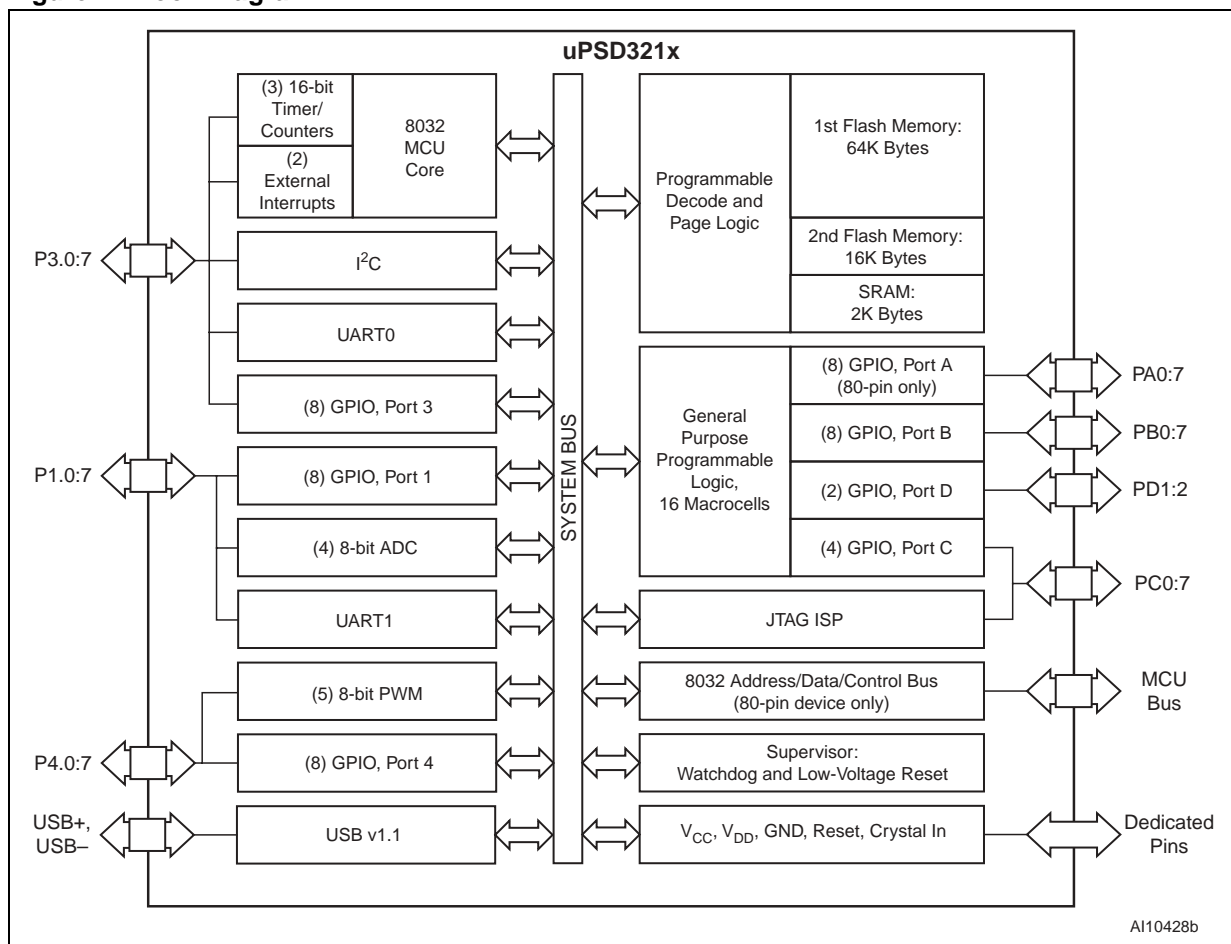 uPSD321x
(3) 16-bit
Timer/
Counters
(2)
External
Interrupts
8032
MCU
Core
I²C
UART0
(8) GPIO, Port 3
(8) GPIO, Port 1
(4) 8-bit ADC
UART1
(5) 8-bit PWM
(8) GPIO, Port 4
USB v1.1
P3.0:7
P1.0:7
P4.0:7
USB+,
USB–
SYSTEM BUS
Programmable
Decode and
Page Logic
1st Flash Memory:
64K Bytes
2nd Flash Memory:
16K Bytes
SRAM:
2K Bytes
General
Purpose
Programmable
Logic,
16 Macrocells
(8) GPIO, Port A
(80-pin only)
(8) GPIO, Port B
(2) GPIO, Port D
(4) GPIO, Port C
JTAG ISP
8032 Address/Data/Control Bus
(80-pin device only)
Supervisor:
Watchdog and Low-Voltage Reset
VCC, VDD, GND, Reset, Crystal In
PA0:7
PB0:7
PD1:2
PC0:7
MCU
Bus
Dedicated
Pins
AI10428b